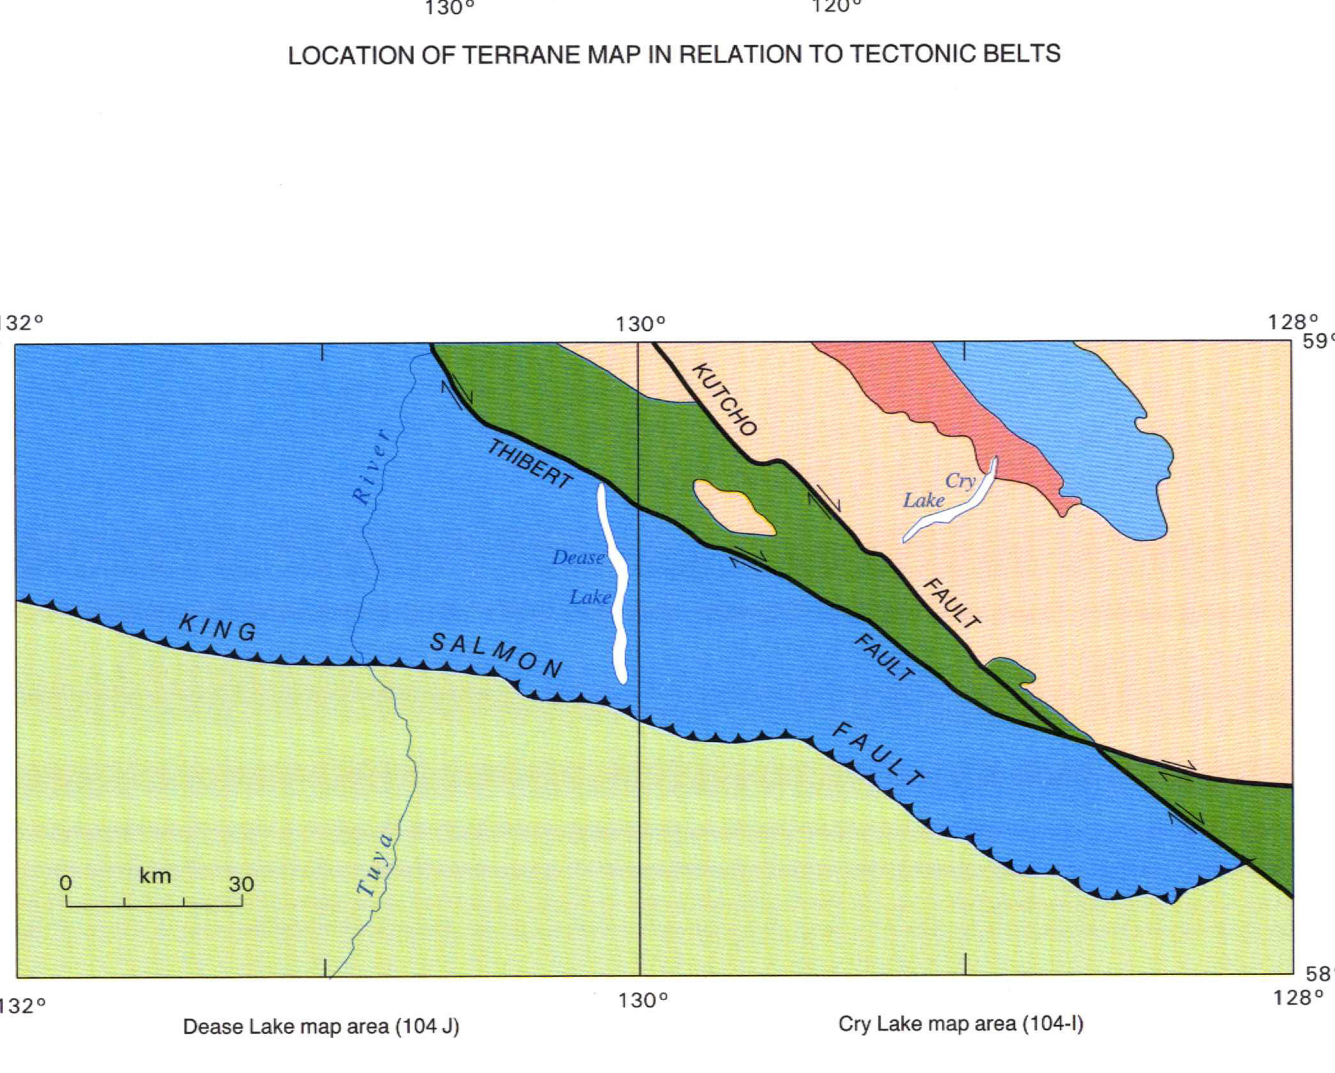 130° 120°
LOCATION OF TERRANE MAP IN RELATION TO TECTONIC BELTS
32° 130° 128°
59°
KUTCHO
River
THIBERT
Cry
Lake
Dease
Lake
FAULT
KING
SALMON
FAULT
FAULT
Tuya
0 km 30
58°
32° 130° 128°
Dease Lake map area (104 J) Cry Lake map area (104-I)